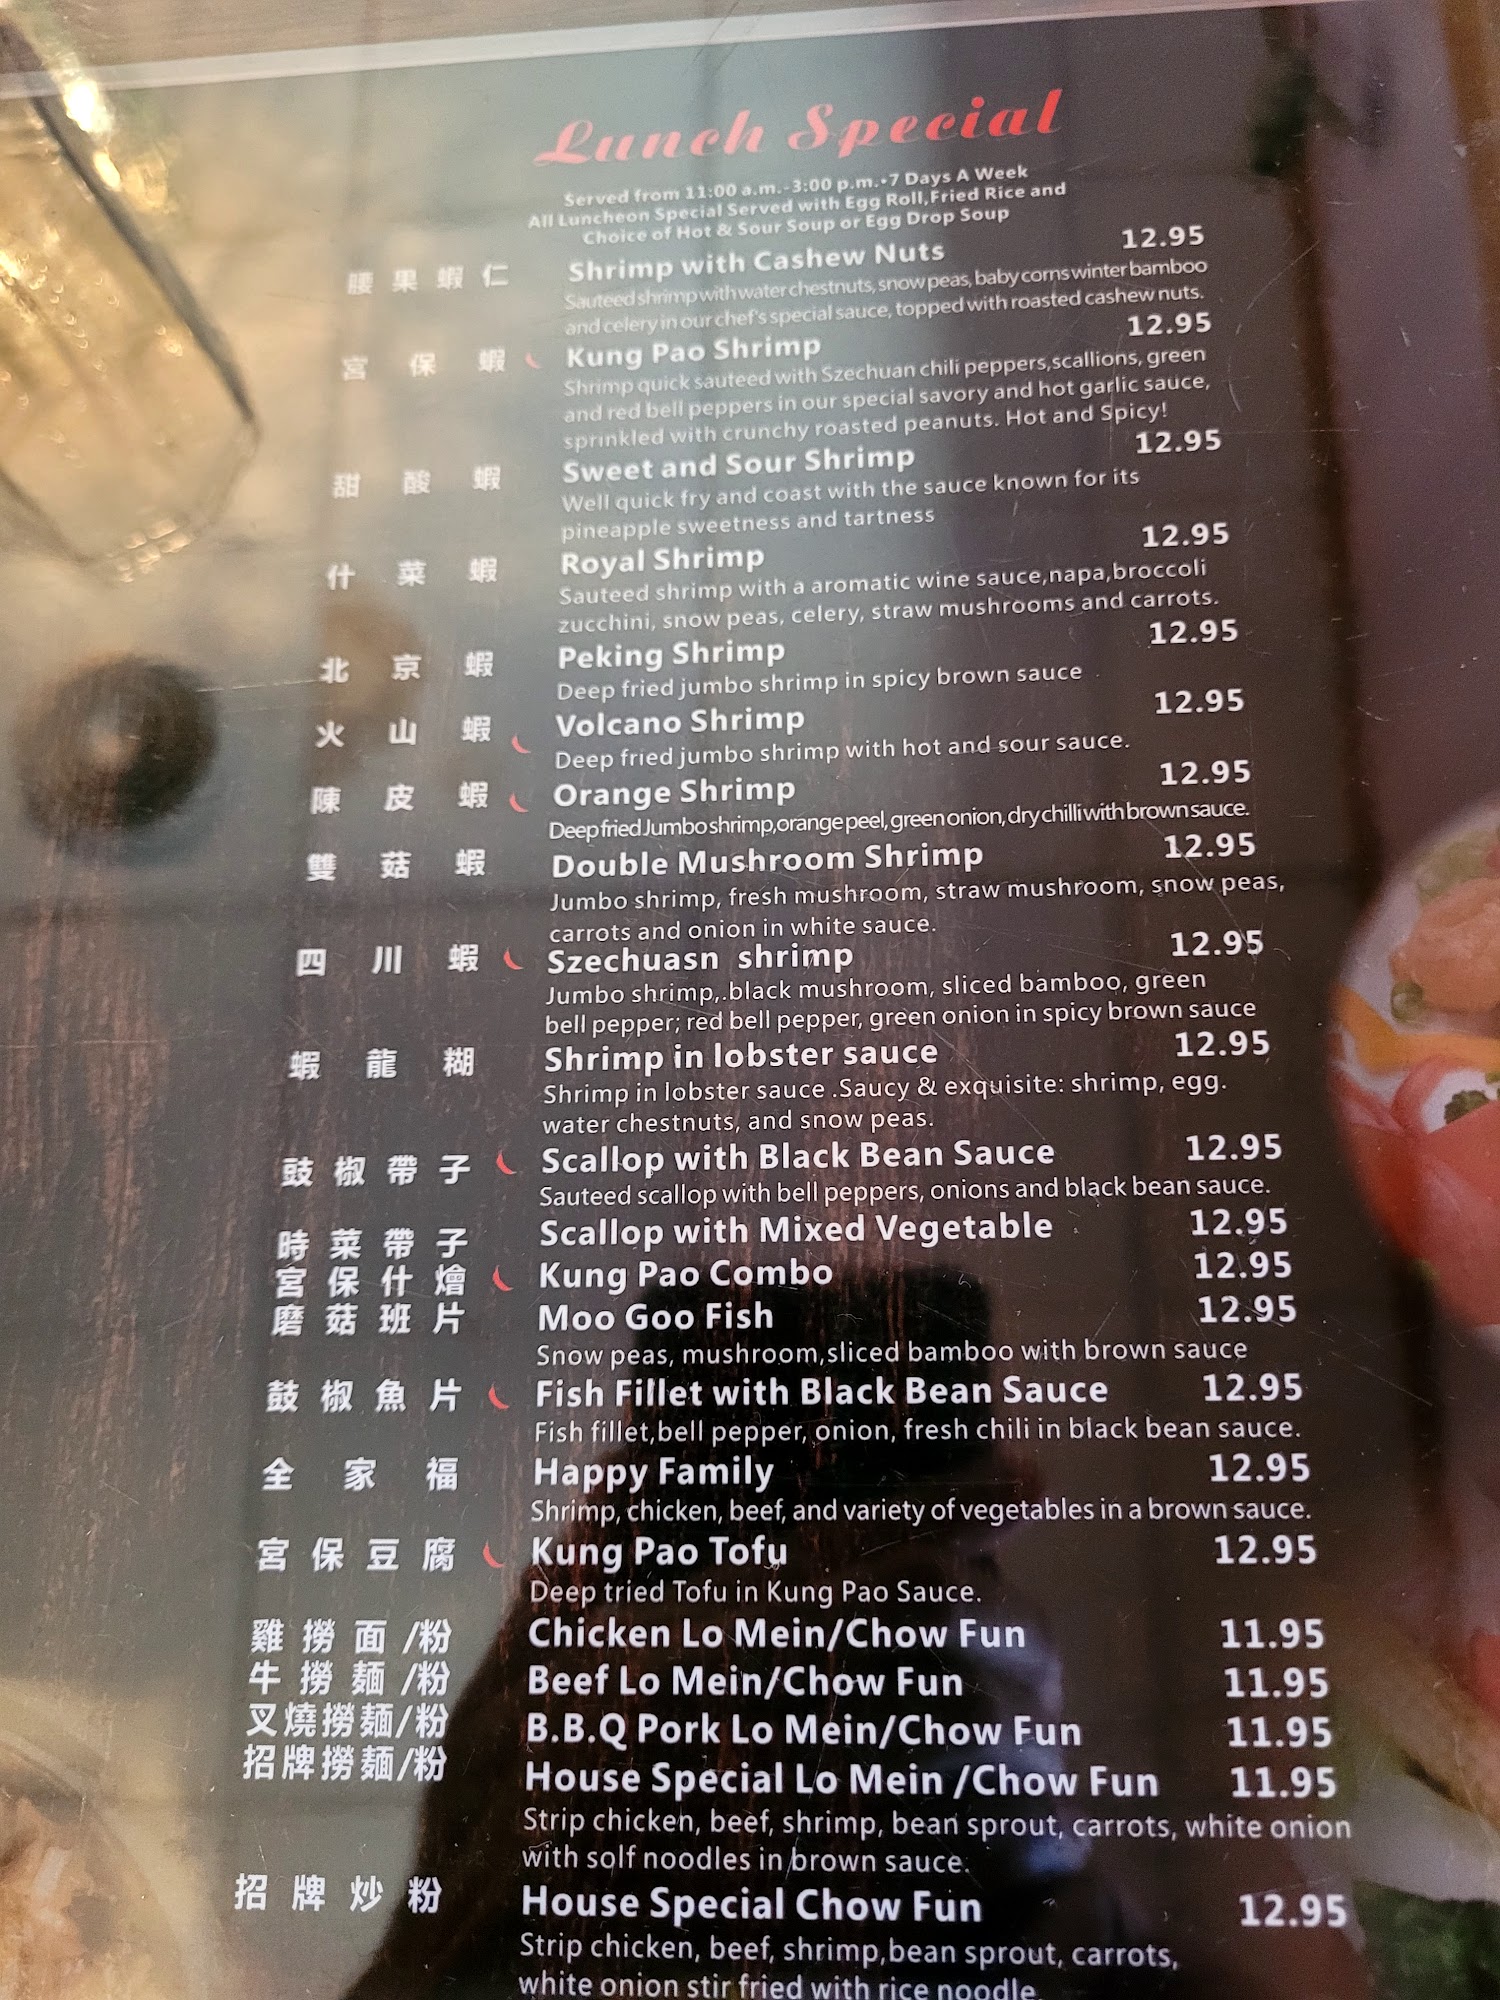 Lunch Special
Served from 11:00 a.m.-3:00 p.m.•7 Days A Week
All Luncheon Special Served with Egg Roll,Fried Rice and
Choice of Hot & Sour Soup or Egg Drop Soup
腰果蝦仁 Shrimp with Cashew Nuts 12.95
Sauteed shrimp with water chestnuts, snow peas, baby corns winter bamboo
and celery in our chef's special sauce, topped with roasted cashew nuts.
宮保蝦 Kung Pao Shrimp 12.95
Shrimp quick sauteed with Szechuan chili peppers,scallions, green
and red bell peppers in our special savory and hot garlic sauce,
sprinkled with crunchy roasted peanuts. Hot and Spicy!
甜酸蝦 Sweet and Sour Shrimp 12.95
Well quick fry and coast with the sauce known for its
pineapple sweetness and tartness
什菜蝦 Royal Shrimp 12.95
Sauteed shrimp with a aromatic wine sauce,napa,broccoli
zucchini, snow peas, celery, straw mushrooms and carrots.
北京蝦 Peking Shrimp 12.95
Deep fried jumbo shrimp in spicy brown sauce
火山蝦 Volcano Shrimp 12.95
Deep fried jumbo shrimp with hot and sour sauce.
陳皮蝦 Orange Shrimp 12.95
Deep fried Jumbo shrimp,orange peel, green onion, dry chilli with brown sauce.
雙菇蝦 Double Mushroom Shrimp 12.95
Jumbo shrimp, fresh mushroom, straw mushroom, snow peas,
carrots and onion in white sauce.
四川蝦 Szechuasn shrimp 12.95
Jumbo shrimp,.black mushroom, sliced bamboo, green
bell pepper; red bell pepper, green onion in spicy brown sauce
蝦龍糊 Shrimp in lobster sauce 12.95
Shrimp in lobster sauce .Saucy & exquisite: shrimp, egg.
water chestnuts, and snow peas.
豉椒帶子 Scallop with Black Bean Sauce 12.95
Sauteed scallop with bell peppers, onions and black bean sauce.
時菜帶子 Scallop with Mixed Vegetable 12.95
宮保什燴 Kung Pao Combo 12.95
磨菇班片 Moo Goo Fish 12.95
Snow peas, mushroom,sliced bamboo with brown sauce
鼓椒魚片 Fish Fillet with Black Bean Sauce 12.95
Fish fillet,bell pepper, onion, fresh chili in black bean sauce.
全家福 Happy Family 12.95
Shrimp, chicken, beef, and variety of vegetables in a brown sauce.
宮保豆腐 Kung Pao Tofu 12.95
Deep tried Tofu in Kung Pao Sauce.
雞撈面/粉 Chicken Lo Mein/Chow Fun 11.95
牛撈麵/粉 Beef Lo Mein/Chow Fun 11.95
叉燒撈麵/粉 B.B.Q Pork Lo Mein/Chow Fun 11.95
招牌撈麵/粉 House Special Lo Mein /Chow Fun 11.95
Strip chicken, beef, shrimp, bean sprout, carrots, white onion
with solf noodles in brown sauce.
招牌炒粉 House Special Chow Fun 12.95
Strip chicken, beef, shrimp,bean sprout, carrots,
white onion stir fried with rice noodle.